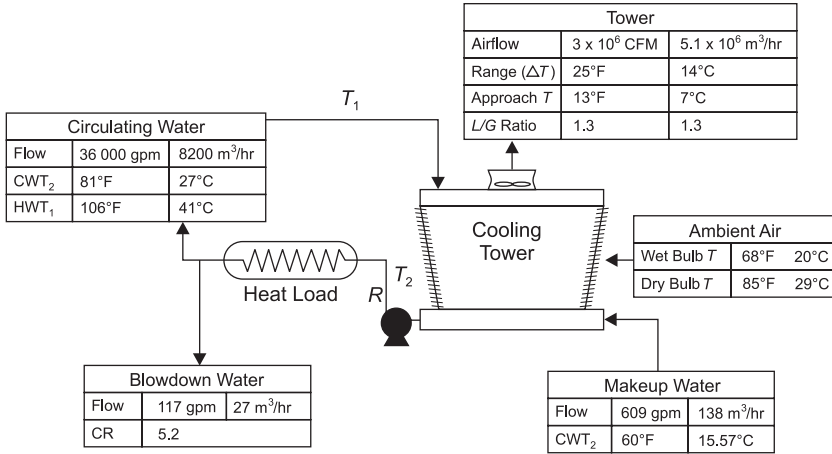 Tower
Airflow 3 x 10⁶ CFM 5.1 x 10⁶ m³/hr
Range (ΔT) 25°F 14°C
Approach T 13°F 7°C
L/G Ratio 1.3 1.3
T₁
Circulating Water
Flow 36 000 gpm 8200 m³/hr
CWT₂ 81°F 27°C
HWT₁ 106°F 41°C
Cooling
Tower
Ambient Air
Wet Bulb T 68°F 20°C
Dry Bulb T 85°F 29°C
Heat Load
R
T₂
Blowdown Water
Flow 117 gpm 27 m³/hr
CR 5.2
Makeup Water
Flow 609 gpm 138 m³/hr
CWT₂ 60°F 15.57°C